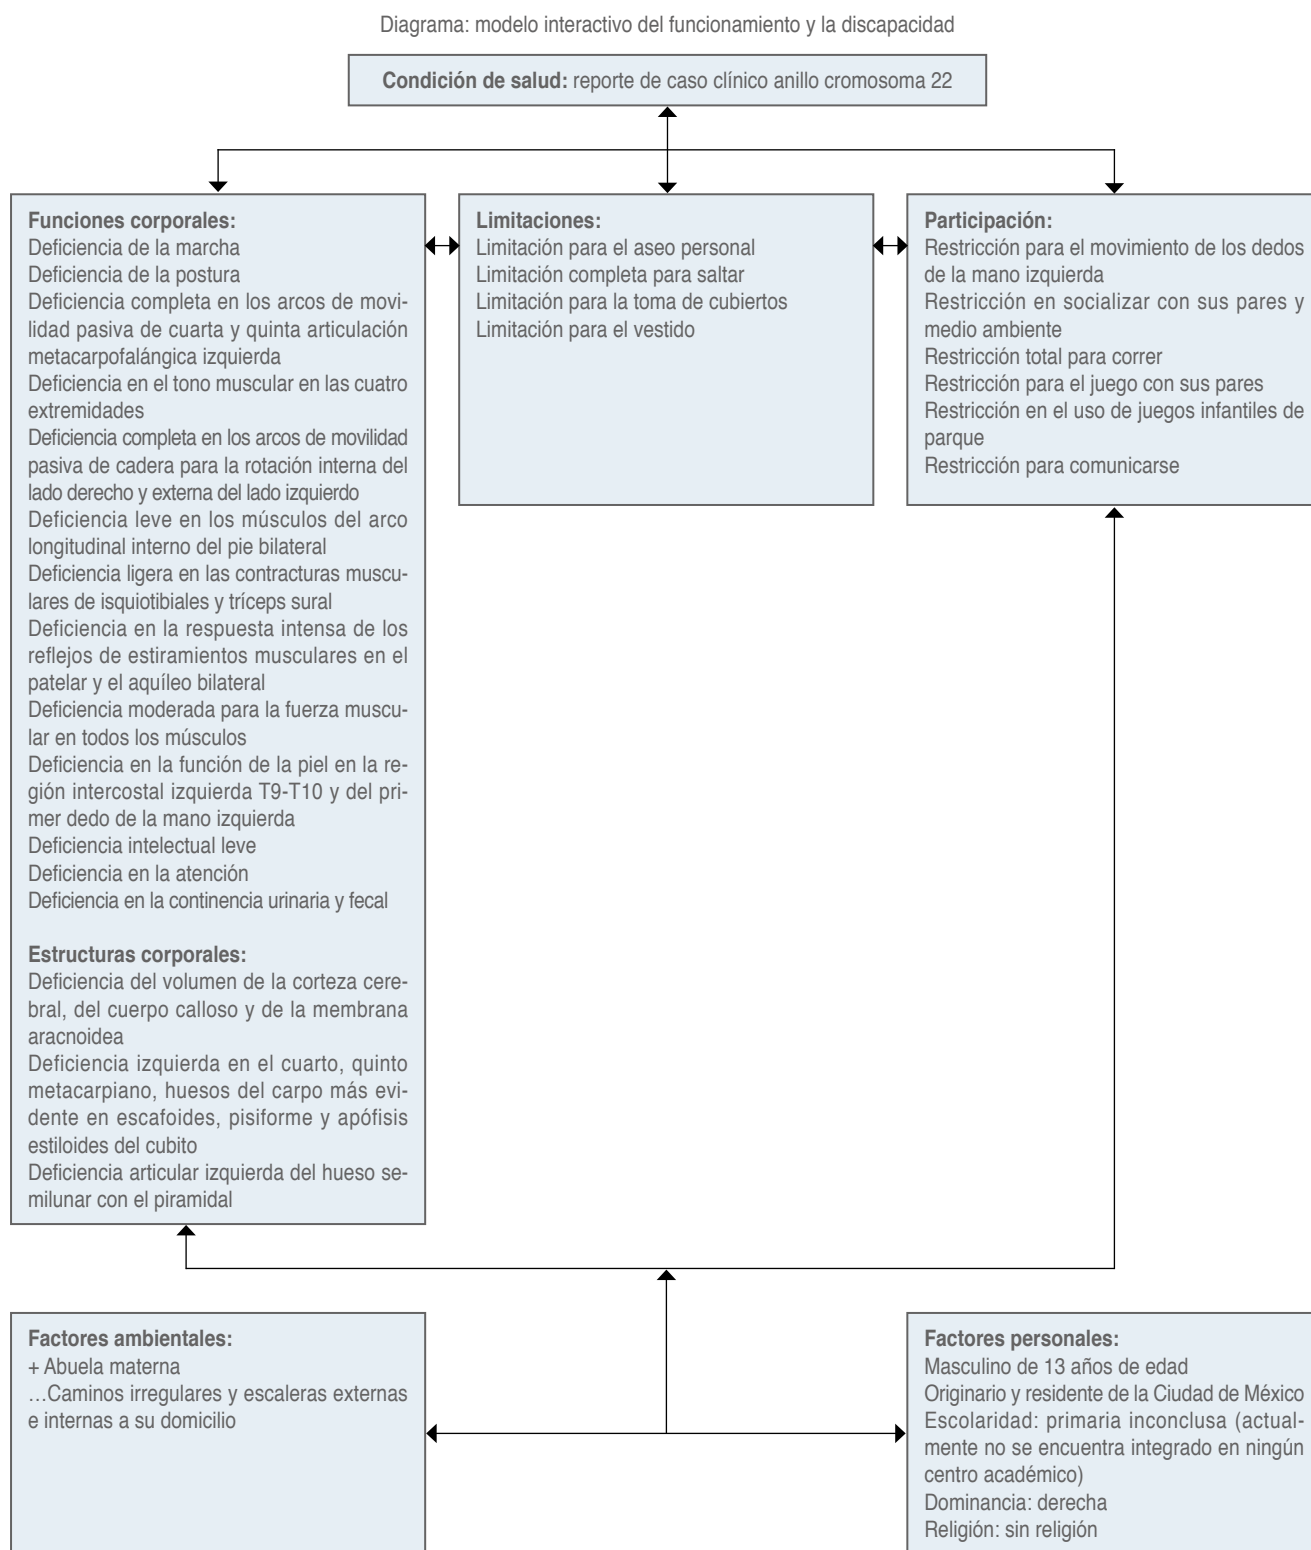 Diagrama: modelo interactivo del funcionamiento y la discapacidad
Condición de salud: reporte de caso clínico anillo cromosoma 22
Funciones corporales:
Deficiencia de la marcha
Deficiencia de la postura
Deficiencia completa en los arcos de movi-
lidad pasiva de cuarta y quinta articulación
metacarpofalángica izquierda
Deficiencia en el tono muscular en las cuatro
extremidades
Deficiencia completa en los arcos de movilidad
pasiva de cadera para la rotación interna del
lado derecho y externa del lado izquierdo
Deficiencia leve en los músculos del arco
longitudinal interno del pie bilateral
Deficiencia ligera en las contracturas muscu-
lares de isquiotibiales y tríceps sural
Deficiencia en la respuesta intensa de los
reflejos de estiramientos musculares en el
patelar y el aquíleo bilateral
Deficiencia moderada para la fuerza muscu-
lar en todos los músculos
Deficiencia en la función de la piel en la re-
gión intercostal izquierda T9-T10 y del pri-
mer dedo de la mano izquierda
Deficiencia intelectual leve
Deficiencia en la atención
Deficiencia en la continencia urinaria y fecal
Estructuras corporales:
Deficiencia del volumen de la corteza cere-
bral, del cuerpo calloso y de la membrana
aracnoidea
Deficiencia izquierda en el cuarto, quinto
metacarpiano, huesos del carpo más evi-
dente en escafoides, pisiforme y apófisis
estiloides del cubito
Deficiencia articular izquierda del hueso se-
milunar con el piramidal
Limitaciones:
Limitación para el aseo personal
Limitación completa para saltar
Limitación para la toma de cubiertos
Limitación para el vestido
Participación:
Restricción para el movimiento de los dedos
de la mano izquierda
Restricción en socializar con sus pares y
medio ambiente
Restricción total para correr
Restricción para el juego con sus pares
Restricción en el uso de juegos infantiles de
parque
Restricción para comunicarse
Factores ambientales:
+ Abuela materna
…Caminos irregulares y escaleras externas
e internas a su domicilio
Factores personales:
Masculino de 13 años de edad
Originario y residente de la Ciudad de México
Escolaridad: primaria inconclusa (actual-
mente no se encuentra integrado en ningún
centro académico)
Dominancia: derecha
Religión: sin religión